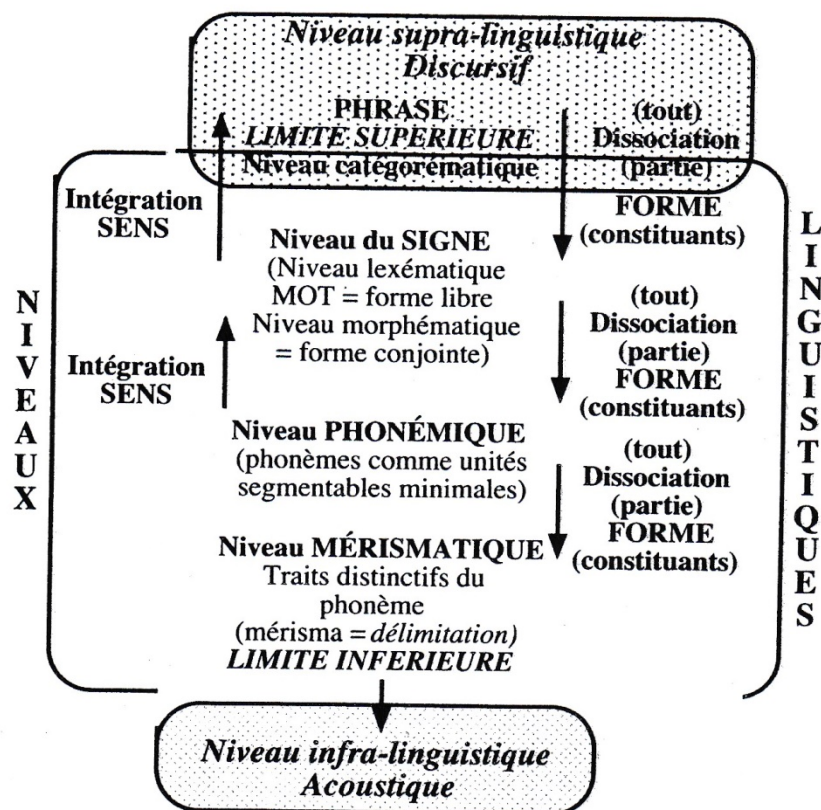 Niveau supra-linguistique
Discursif
PHRASE
LIMITE SUPERIEURE
Niveau catégorématique
(tout)
Dissociation
(partie)
FORME
(constituants)
Intégration
SENS
Niveau du SIGNE
(Niveau lexématique
MOT = forme libre
Niveau morphématique
= forme conjointe)
(tout)
Dissociation
(partie)
FORME
(constituants)
Intégration
SENS
Niveau PHONÉMIQUE
(phonèmes comme unités
segmentables minimales)
(tout)
Dissociation
(partie)
FORME
(constituants)
Niveau MÉRISMATIQUE
Traits distinctifs du
phonème
(mérisma = délimitation)
LIMITE INFERIEURE
NIVEAUX
LINGUISTIQUES
Niveau infra-linguistique
Acoustique